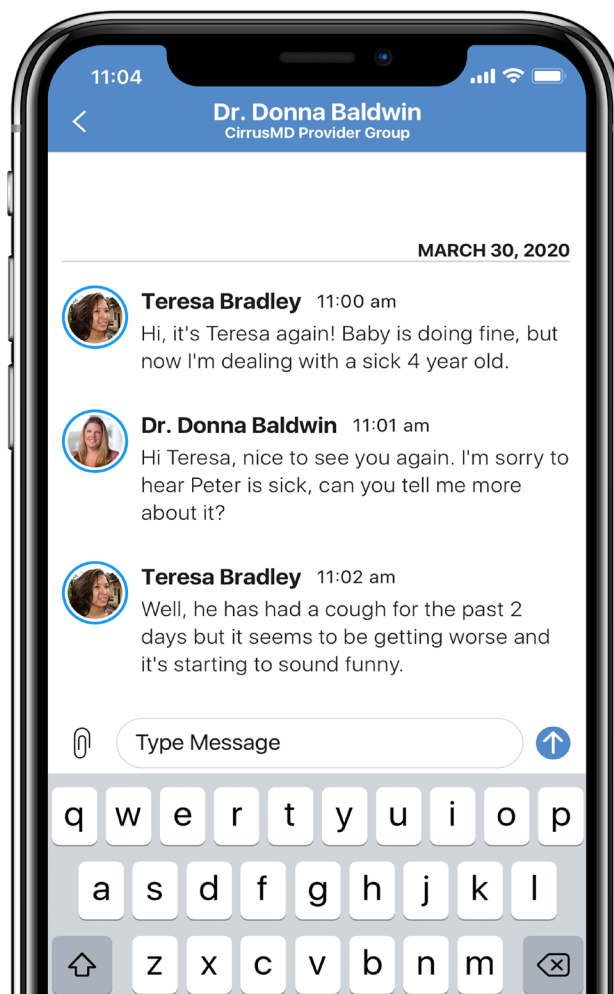 11:04
Dr. Donna Baldwin
CirrusMD Provider Group
MARCH 30, 2020
Teresa Bradley 11:00 am
Hi, it's Teresa again! Baby is doing fine, but
now I'm dealing with a sick 4 year old.
Dr. Donna Baldwin 11:01 am
Hi Teresa, nice to see you again. I'm sorry to
hear Peter is sick, can you tell me more
about it?
Teresa Bradley 11:02 am
Well, he has had a cough for the past 2
days but it seems to be getting worse and
it's starting to sound funny.
Type Message
q w e r t y u i o p
a s d f g h j k l
z x c v b n m